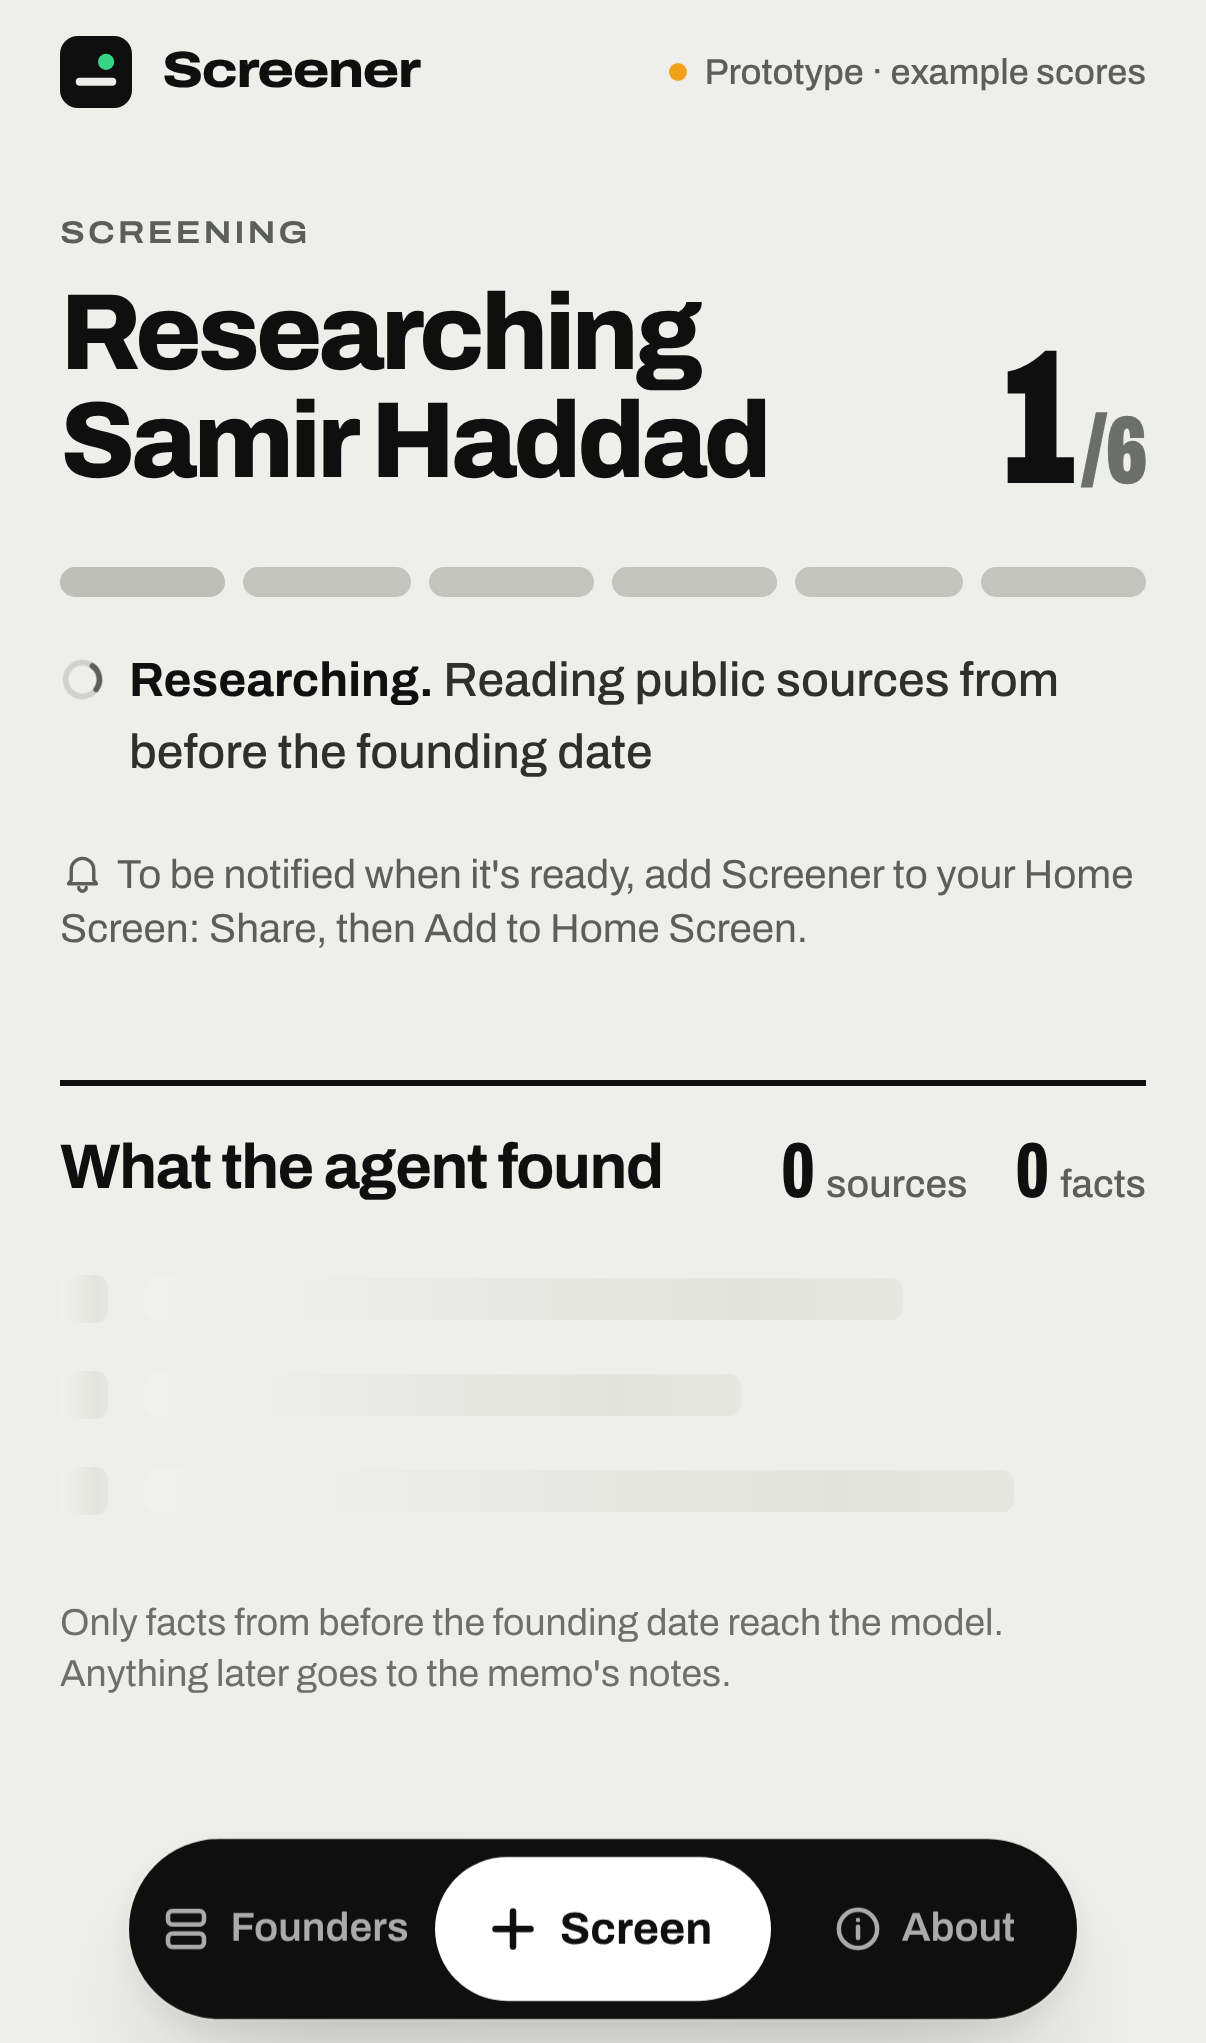 Screener
Prototype · example scores
SCREENING
Researching
Samir Haddad
1/6
Researching. Reading public sources from
before the founding date
To be notified when it's ready, add Screener to your Home
Screen: Share, then Add to Home Screen.
What the agent found
0 sources 0 facts
Only facts from before the founding date reach the model.
Anything later goes to the memo's notes.
Founders
Screen
About